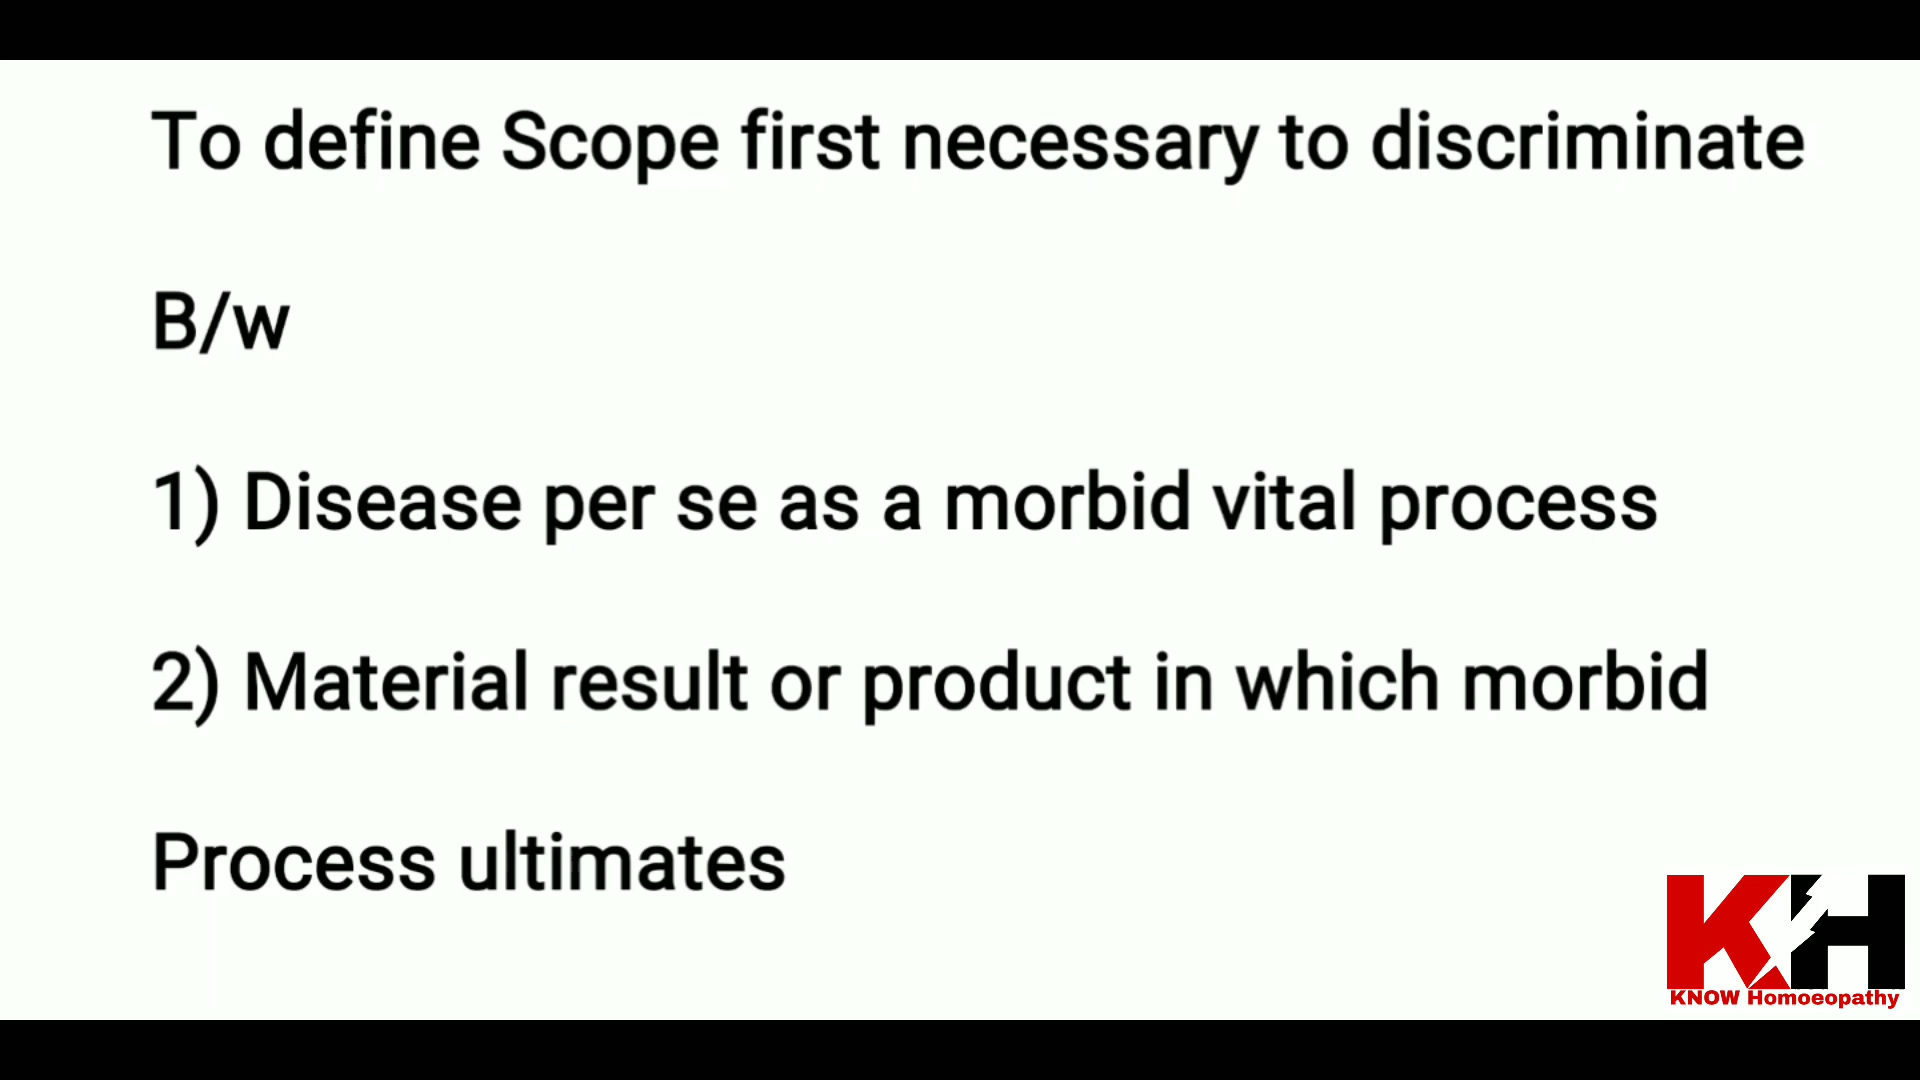 To define Scope first necessary to discriminate
B/w
1) Disease per se as a morbid vital process
2) Material result or product in which morbid
Process ultimates
KH
KNOW Homoeopathy